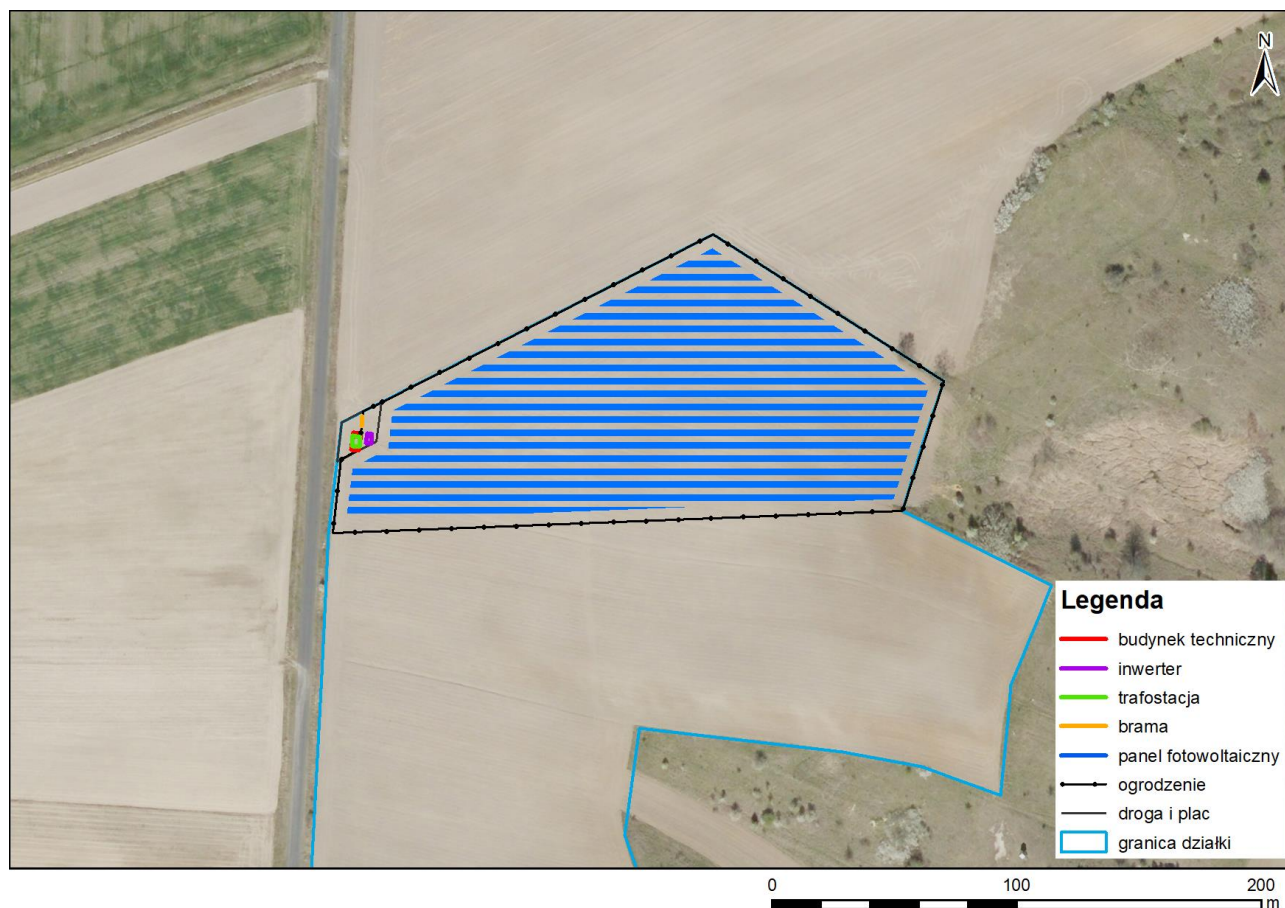 N
Legenda
budynek techniczny
inwerter
trafostacja
brama
panel fotowoltaiczny
ogrodzenie
droga i plac
granica działki
0 100 200
m